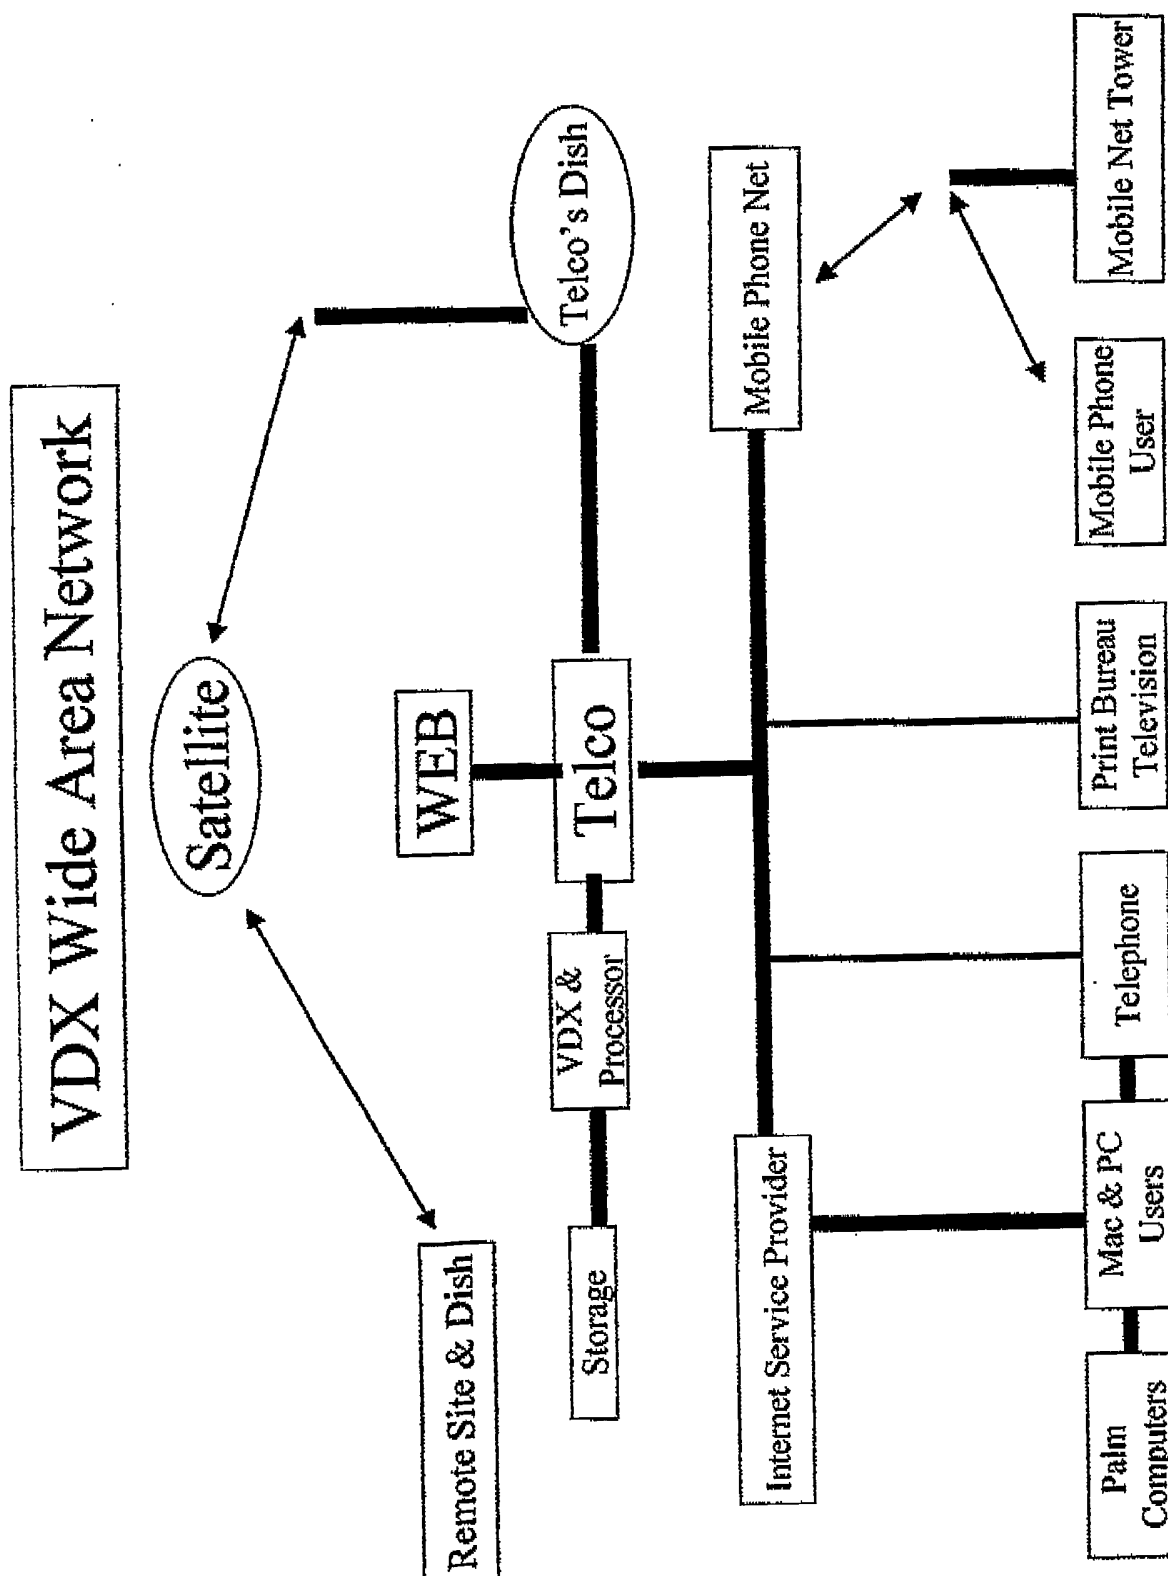 VDX Wide Area Network
Satellite
Remote Site & Dish
WEB
Telco's Dish
Storage
VDX &
Processor
Telco
Internet Service Provider
Mobile Phone Net
Palm
Computers
Mac & PC
Users
Telephone
Print Bureau
Television
Mobile Phone
User
Mobile Net Tower